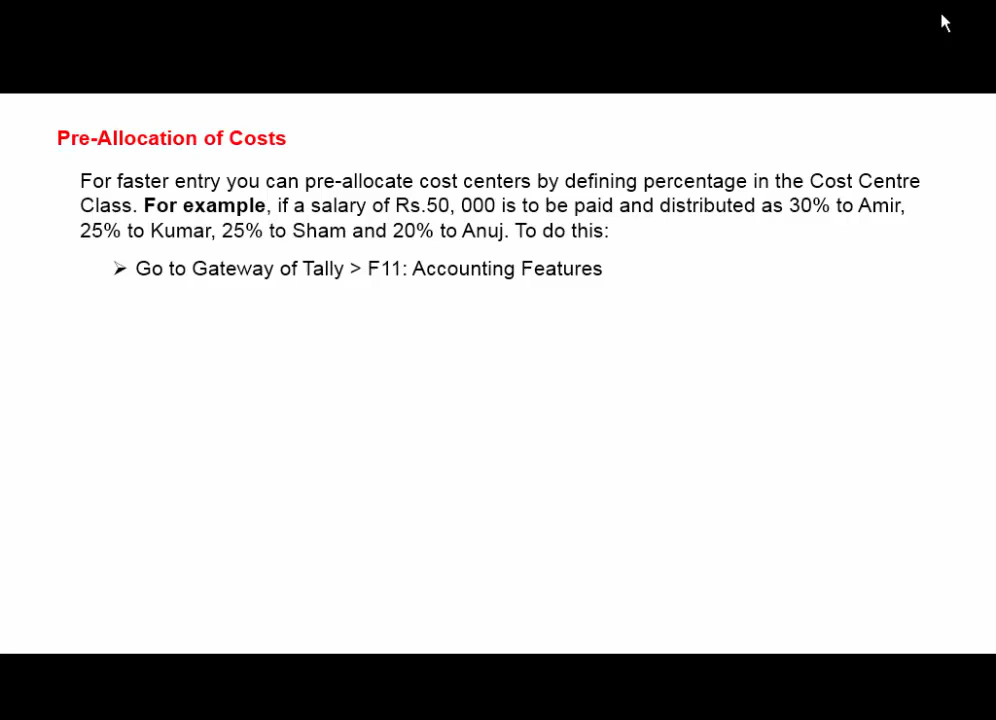 Pre-Allocation of Costs
For faster entry you can pre-allocate cost centers by defining percentage in the Cost Centre
Class. For example, if a salary of Rs.50, 000 is to be paid and distributed as 30% to Amir,
25% to Kumar, 25% to Sham and 20% to Anuj. To do this:
➢ Go to Gateway of Tally > F11: Accounting Features